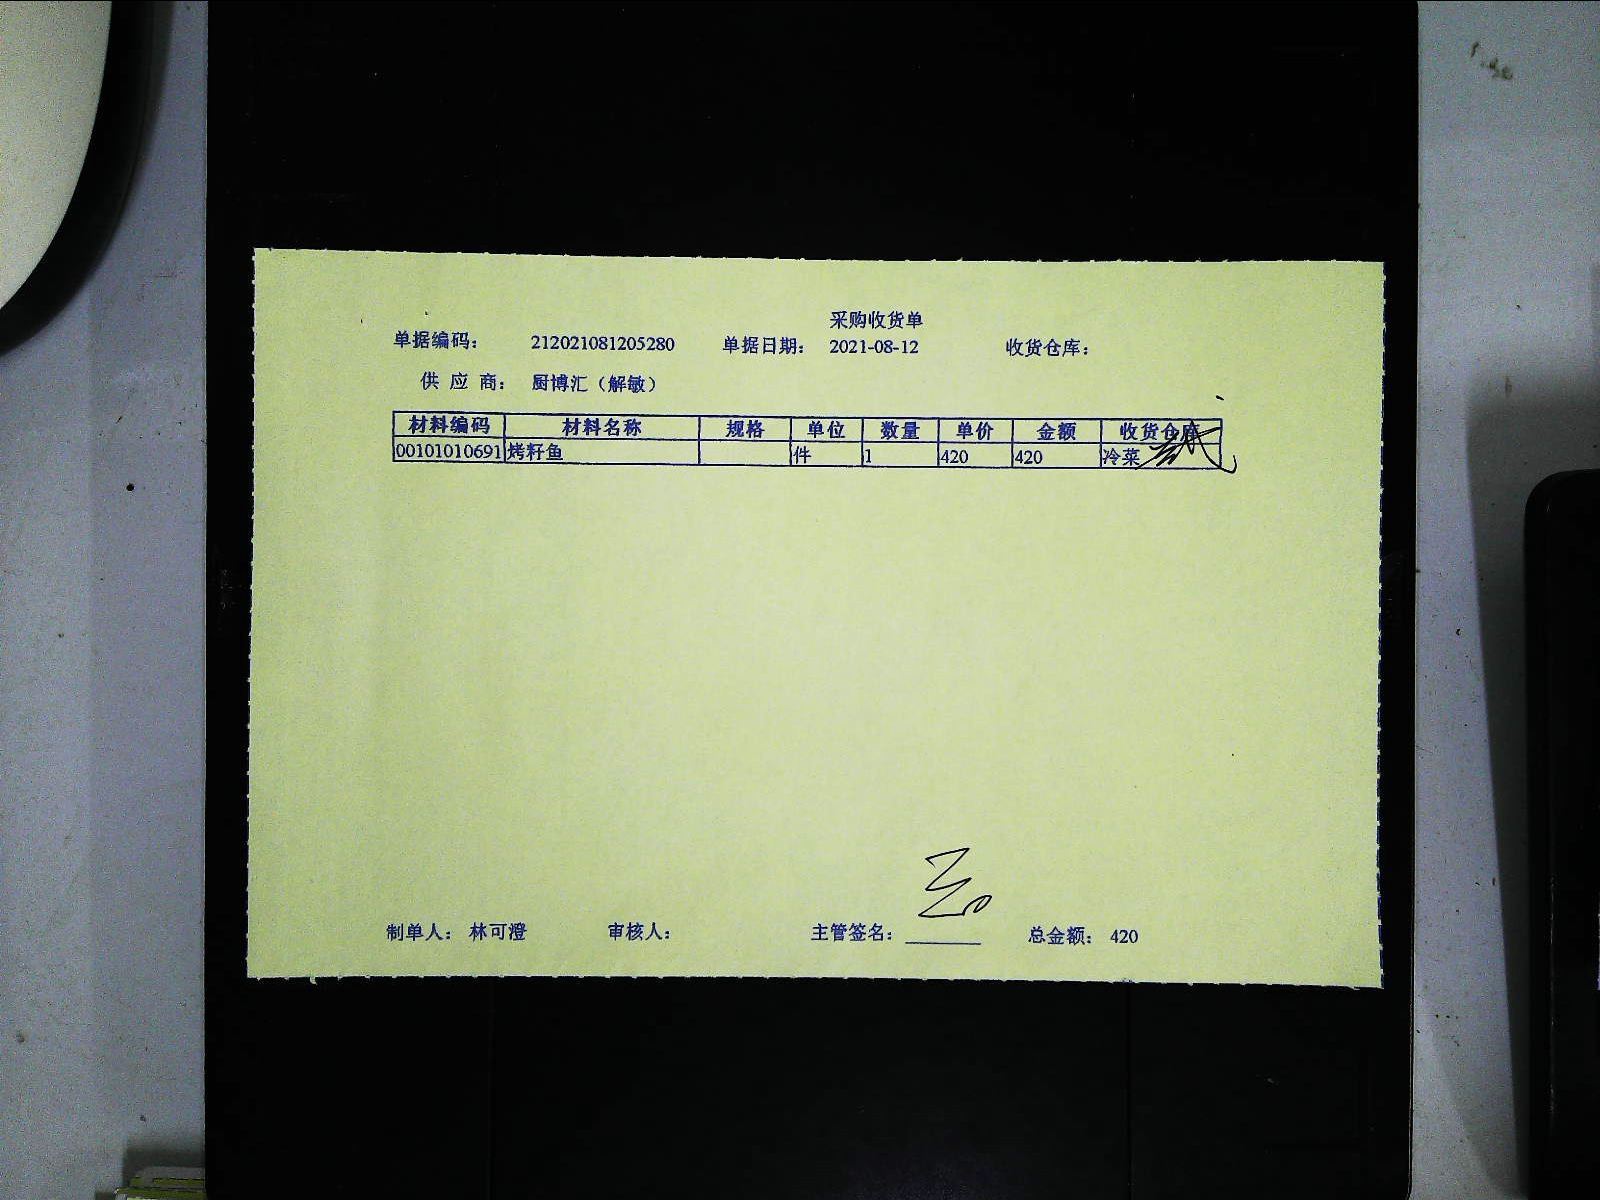 采购收货单
单据编码： 212021081205280 单据日期： 2021-08-12 收货仓库：
供 应 商： 厨博汇（解敏）
材料编码 材料名称 规格 单位 数量 单价 金额 收货仓库
00101010691 烤籽鱼 件 1 420 420 冷菜
制单人： 林可澄 审核人： 主管签名： 总金额： 420